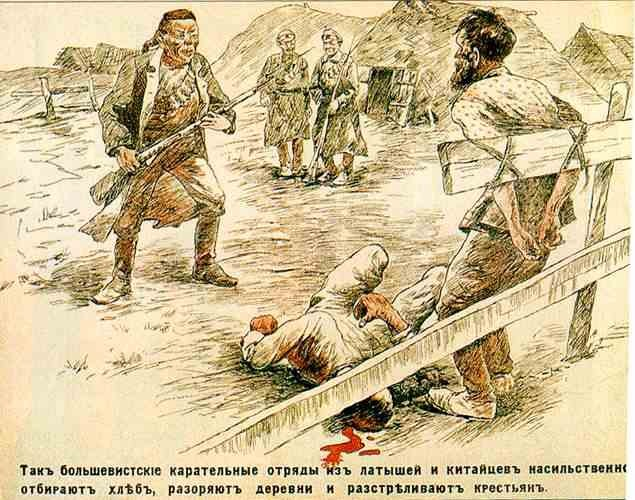 Такъ большевистскіе карательные отряды изъ латышей и китайцевъ насильственно
отбираютъ хлѣбъ, разоряютъ деревни и разстрѣливаютъ крестьянъ.